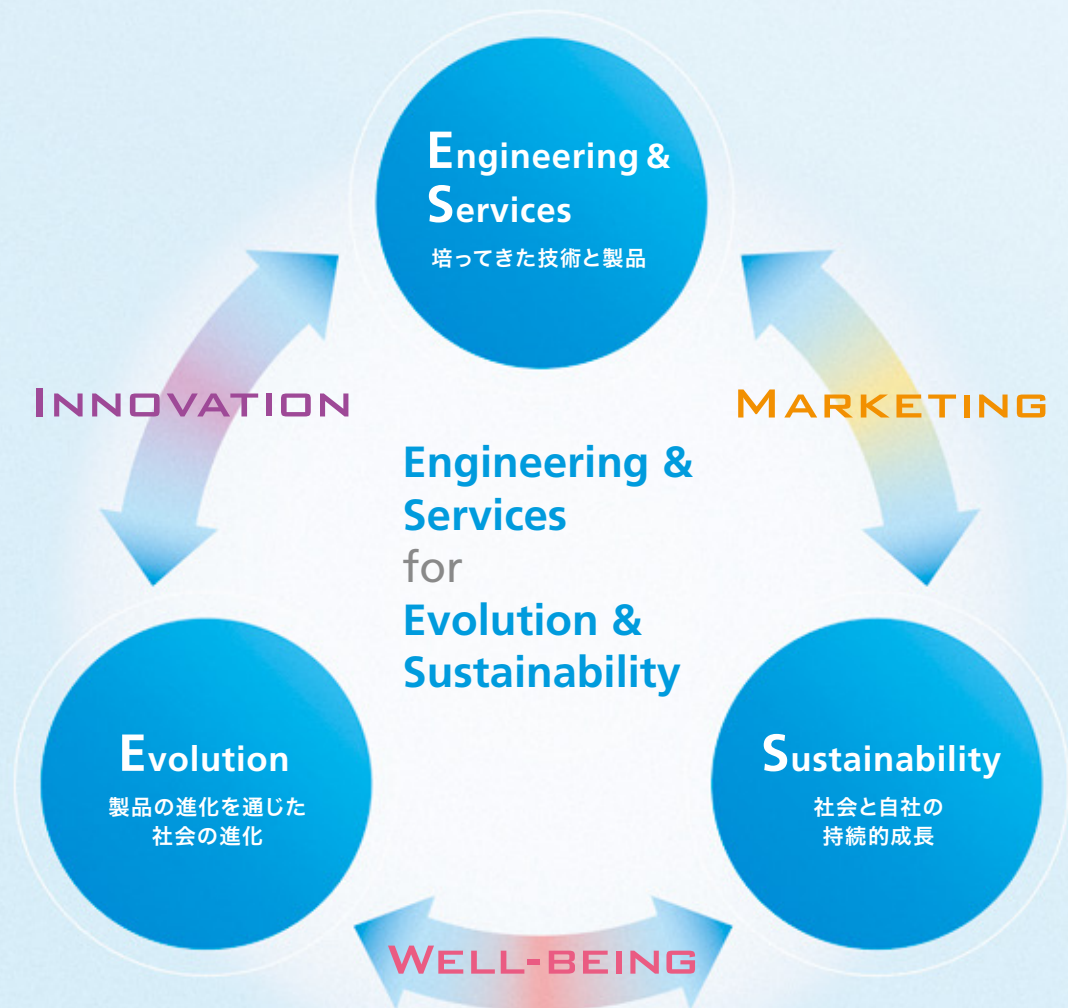 Engineering &
Services
培ってきた技術と製品
INNOVATION
MARKETING
Engineering &
Services
for
Evolution &
Sustainability
Evolution
製品の進化を通じた
社会の進化
Sustainability
社会と自社の
持続的成長
WELL-BEING